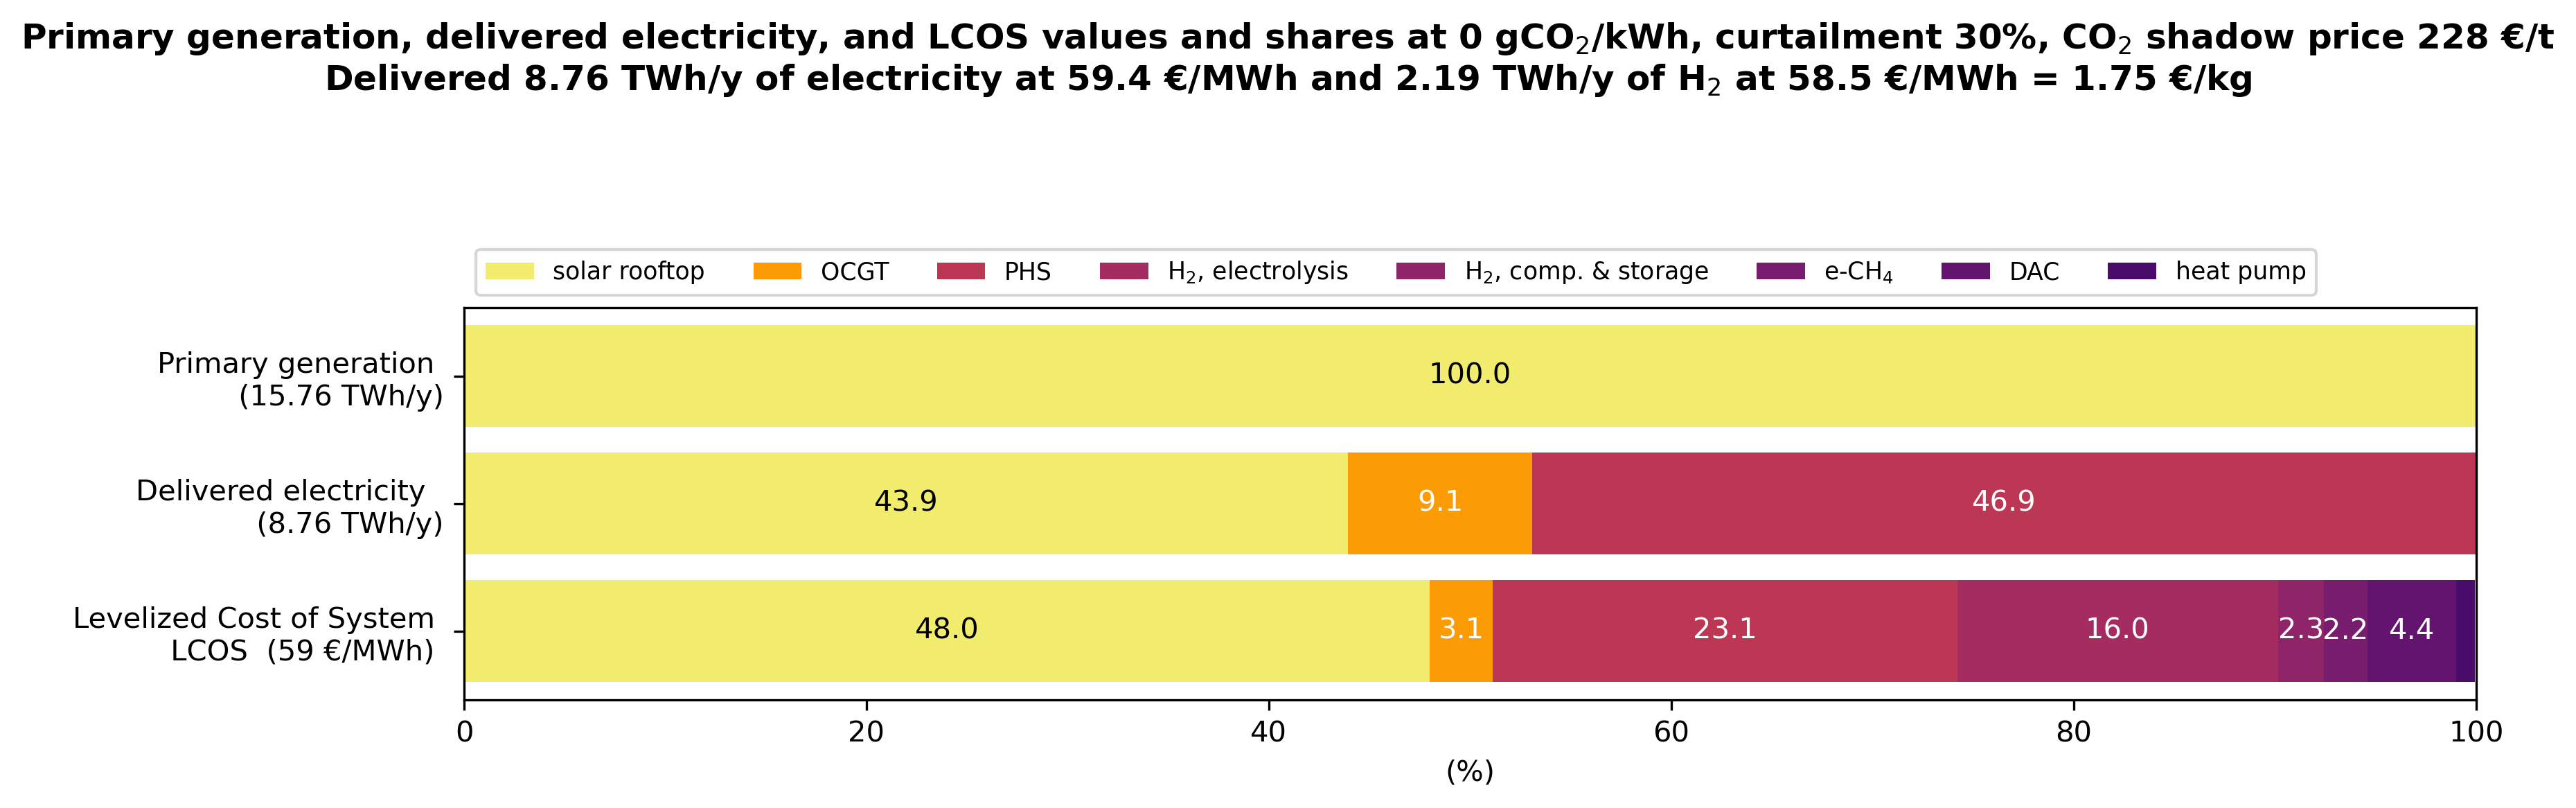 Primary generation, delivered electricity, and LCOS values and shares at 0 gCO₂/kWh, curtailment 30%, CO₂ shadow price 228 €/t
Delivered 8.76 TWh/y of electricity at 59.4 €/MWh and 2.19 TWh/y of H₂ at 58.5 €/MWh = 1.75 €/kg
solar rooftop OCGT PHS H₂, electrolysis H₂, comp. & storage e-CH₄ DAC heat pump
Primary generation
(15.76 TWh/y)
100.0
Delivered electricity
(8.76 TWh/y)
43.9 9.1 46.9
Levelized Cost of System
LCOS (59 €/MWh)
48.0 3.1 23.1 16.0 2.3 2.2 4.4
0 20 40 60 80 100
(%)